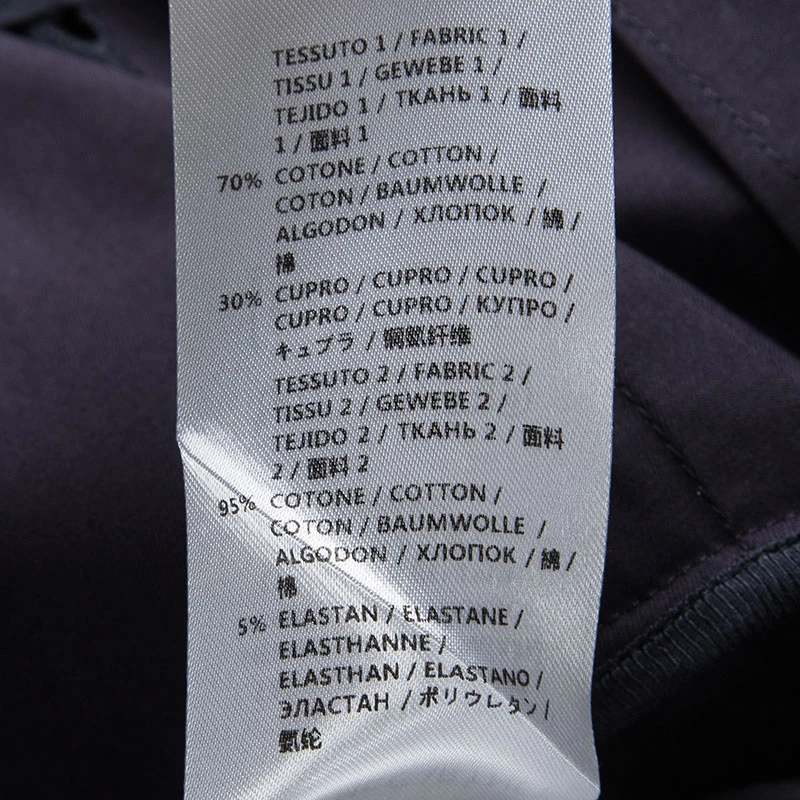 TESSUTO 1 / FABRIC 1 /
TISSU 1 / GEWEBE 1 /
TEJIDO 1 / ТКАНЬ 1 / 面料
1 / 面料 1
70% COTONE / COTTON /
COTON / BAUMWOLLE /
ALGODON / ХЛОПОК / 綿 /
棉
30% CUPRO / CUPRO / CUPRO /
CUPRO / CUPRO / КУПРО /
キュプラ / 铜氨纤维
TESSUTO 2 / FABRIC 2 /
TISSU 2 / GEWEBE 2 /
TEJIDO 2 / ТКАНЬ 2 / 面料
2 / 面料 2
95% COTONE / COTTON /
COTON / BAUMWOLLE /
ALGODON / ХЛОПОК / 綿 /
棉
5% ELASTAN / ELASTANE /
ELASTHANNE /
ELASTHAN / ELASTANO /
ЭЛАСТАН / ポリウレタン /
氨纶